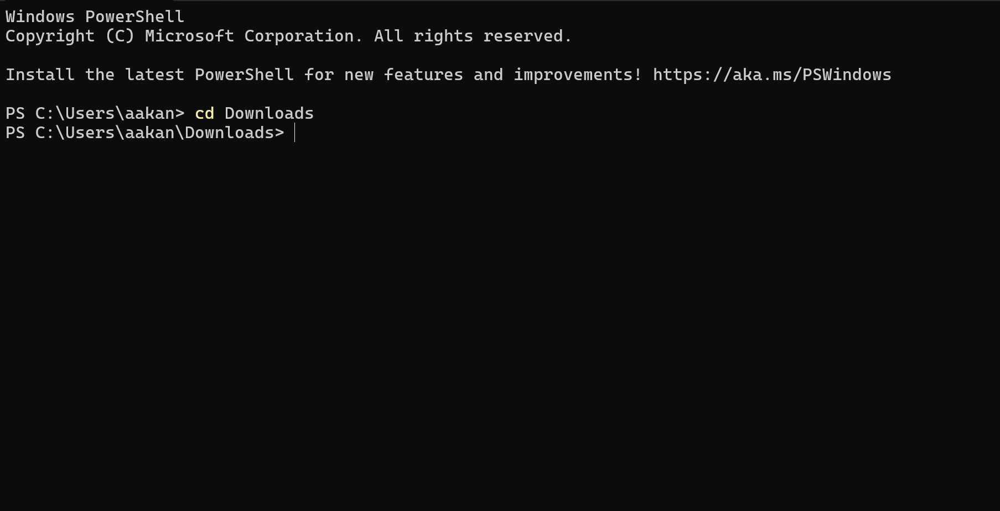 Windows PowerShell
Copyright (C) Microsoft Corporation. All rights reserved.
Install the latest PowerShell for new features and improvements! https://aka.ms/PSWindows
PS C:\Users\aakan> cd Downloads
PS C:\Users\aakan\Downloads>